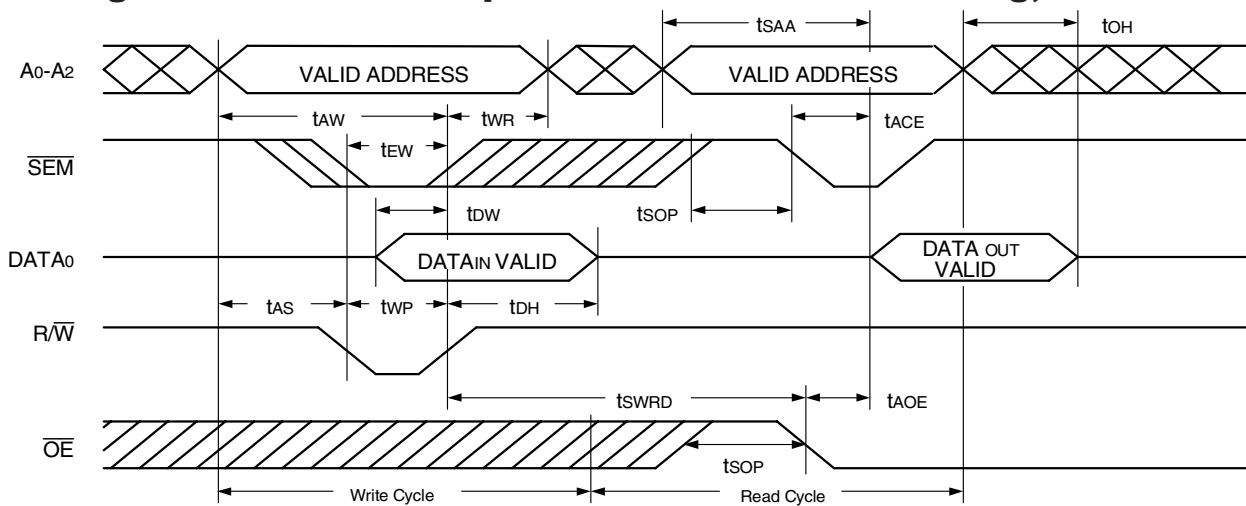 tSAA
tOH
A0-A2
VALID ADDRESS
VALID ADDRESS
tAW
tWR
tACE
SEM
tEW
tDW
tSOP
DATA0
DATAIN VALID
DATA OUT
VALID
tAS
tWP
tDH
R/W
tSWRD
tAOE
OE
tSOP
Write Cycle
Read Cycle